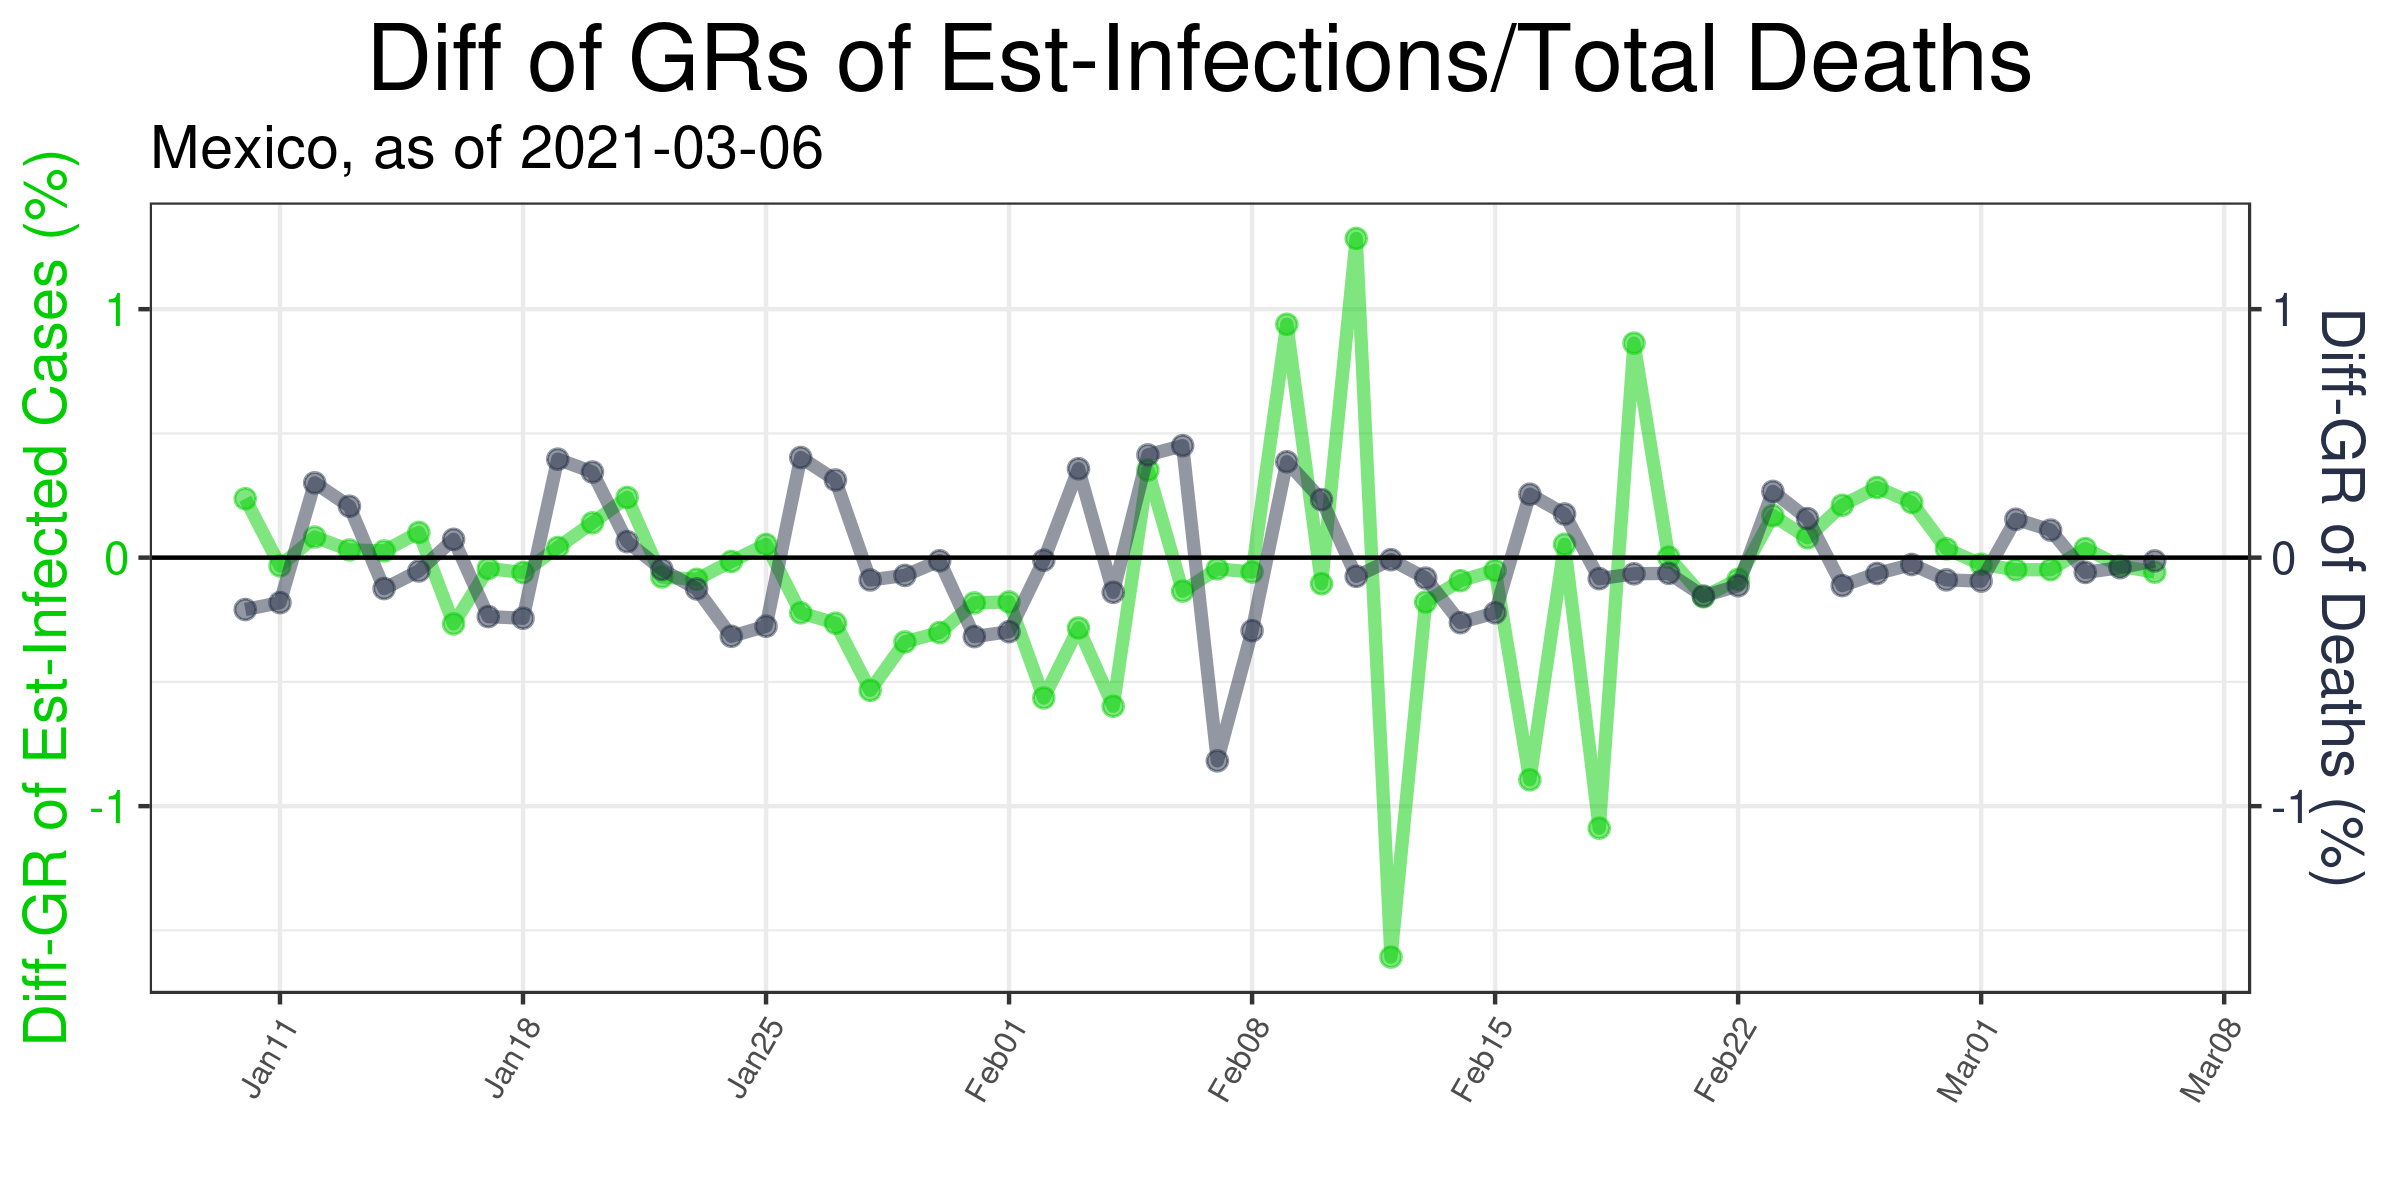 Diff of GRs of Est-Infections/Total Deaths
Mexico, as of 2021-03-06
Diff-GR of Est-Infected Cases (%)
1
0
-1
1
0
-1
Diff-GR of Deaths (%)
Jan11
Jan18
Jan25
Feb01
Feb08
Feb15
Feb22
Mar01
Mar08